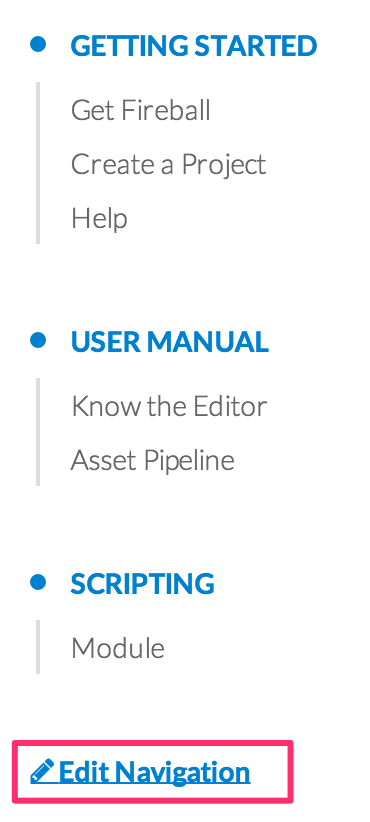 GETTING STARTED
Get Fireball
Create a Project
Help
USER MANUAL
Know the Editor
Asset Pipeline
SCRIPTING
Module
Edit Navigation